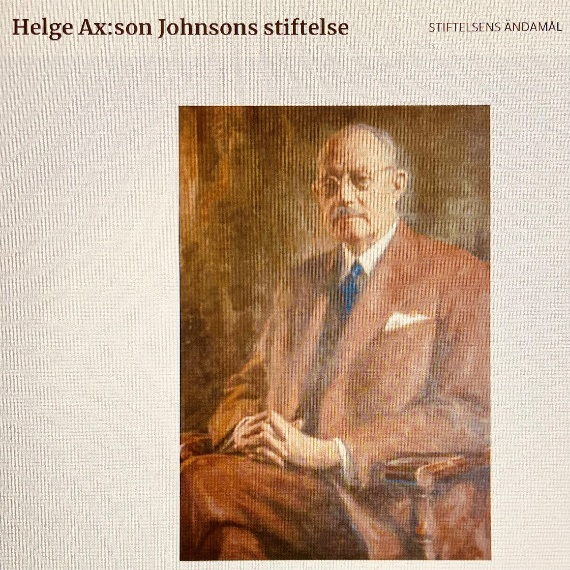 Helge Ax:son Johnsons stiftelse
STIFTELSENS ÄNDAMÅL